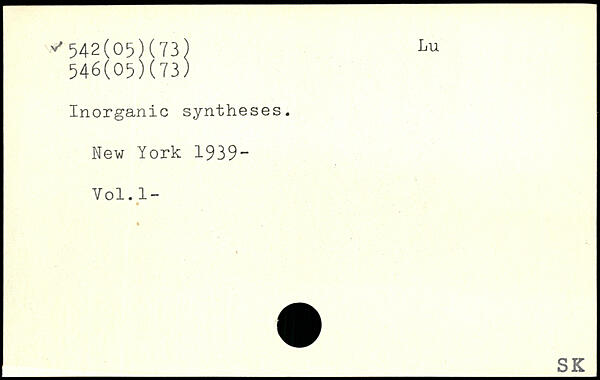 ✓ 542(05)(73) Lu
546(05)(73)
Inorganic syntheses.
New York 1939-
Vol.1-
SK